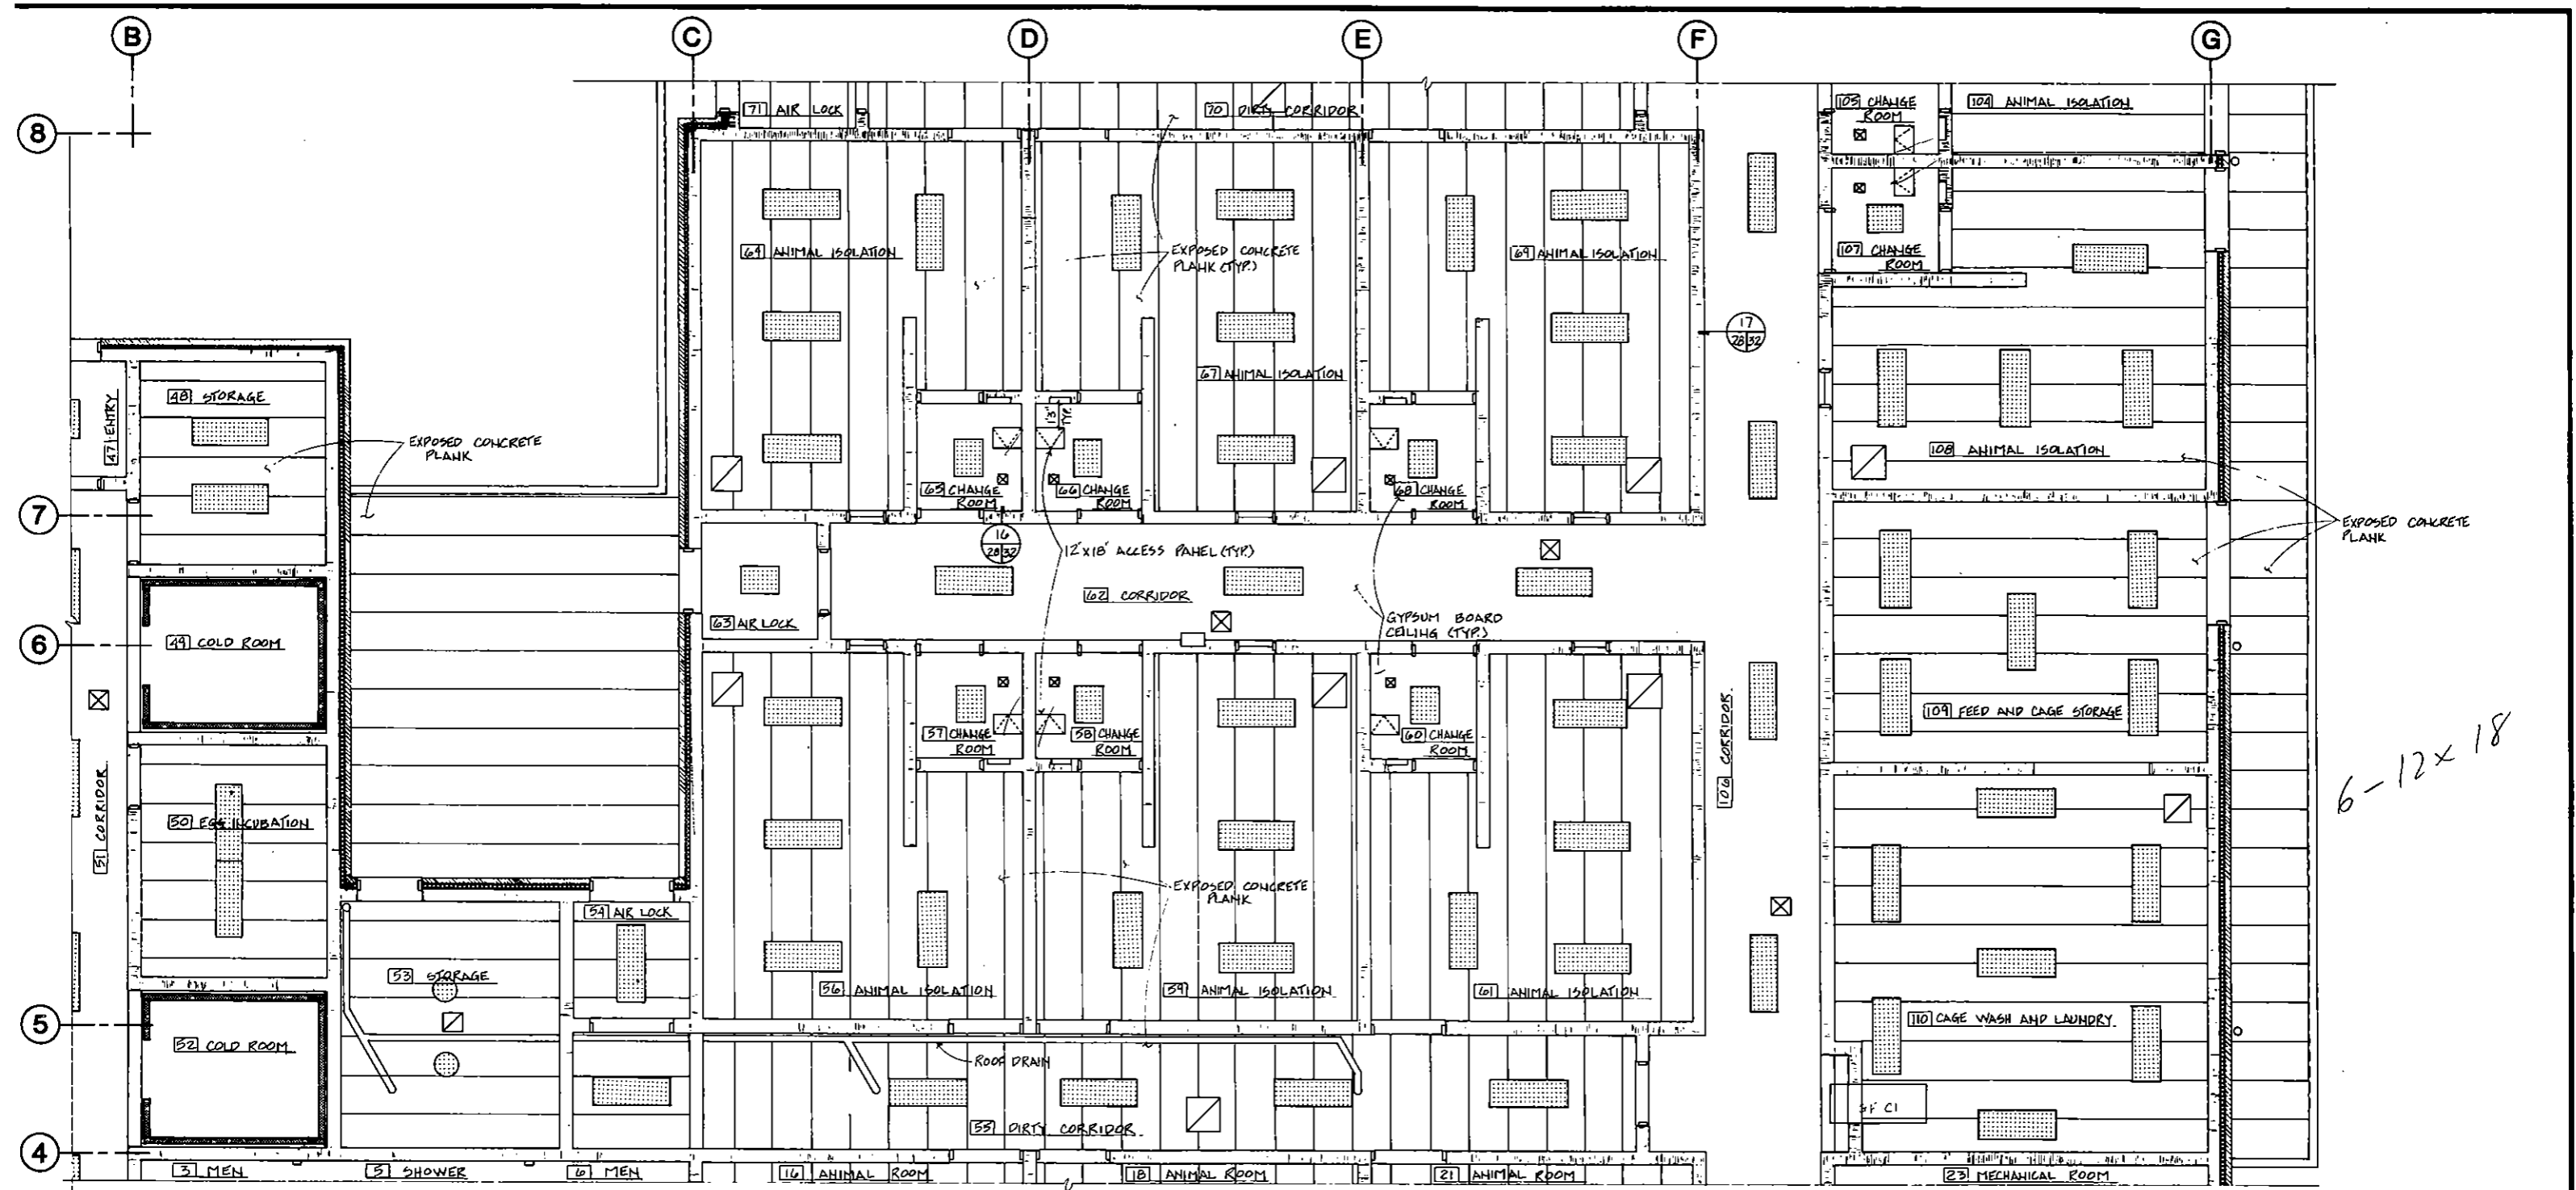 B C D E F G
8
71 AIR LOCK
70 DIRTY CORRIDOR
105 CHANGE
ROOM
104 ANIMAL ISOLATION
64 ANIMAL ISOLATION
EXPOSED CONCRETE
PLANK (TYP.)
69 ANIMAL ISOLATION
107 CHANGE
ROOM
17
28 32
67 ANIMAL ISOLATION
48 STORAGE
47 ENTRY
EXPOSED CONCRETE
PLANK
1'3"
TYP.
108 ANIMAL ISOLATION
65 CHANGE
ROOM
66 CHANGE
ROOM
68 CHANGE
ROOM
7
16
28 32
12"x18" ACCESS PANEL (TYP.)
EXPOSED CONCRETE
PLANK
62 CORRIDOR
63 AIR LOCK
GYPSUM BOARD
CEILING (TYP.)
6
49 COLD ROOM
109 FEED AND CAGE STORAGE
57 CHANGE
ROOM
58 CHANGE
ROOM
60 CHANGE
ROOM
106 CORRIDOR
6-12x18
51 CORRIDOR
50 EGG INCUBATION
EXPOSED CONCRETE
PLANK
54 AIR LOCK
53 STORAGE
56 ANIMAL ISOLATION
59 ANIMAL ISOLATION
61 ANIMAL ISOLATION
5
52 COLD ROOM
110 CAGE WASH AND LAUNDRY
ROOF DRAIN
55 DIRTY CORRIDOR
4
3 MEN
5 SHOWER
6 MEN
16 ANIMAL ROOM
18 ANIMAL ROOM
21 ANIMAL ROOM
23 MECHANICAL ROOM